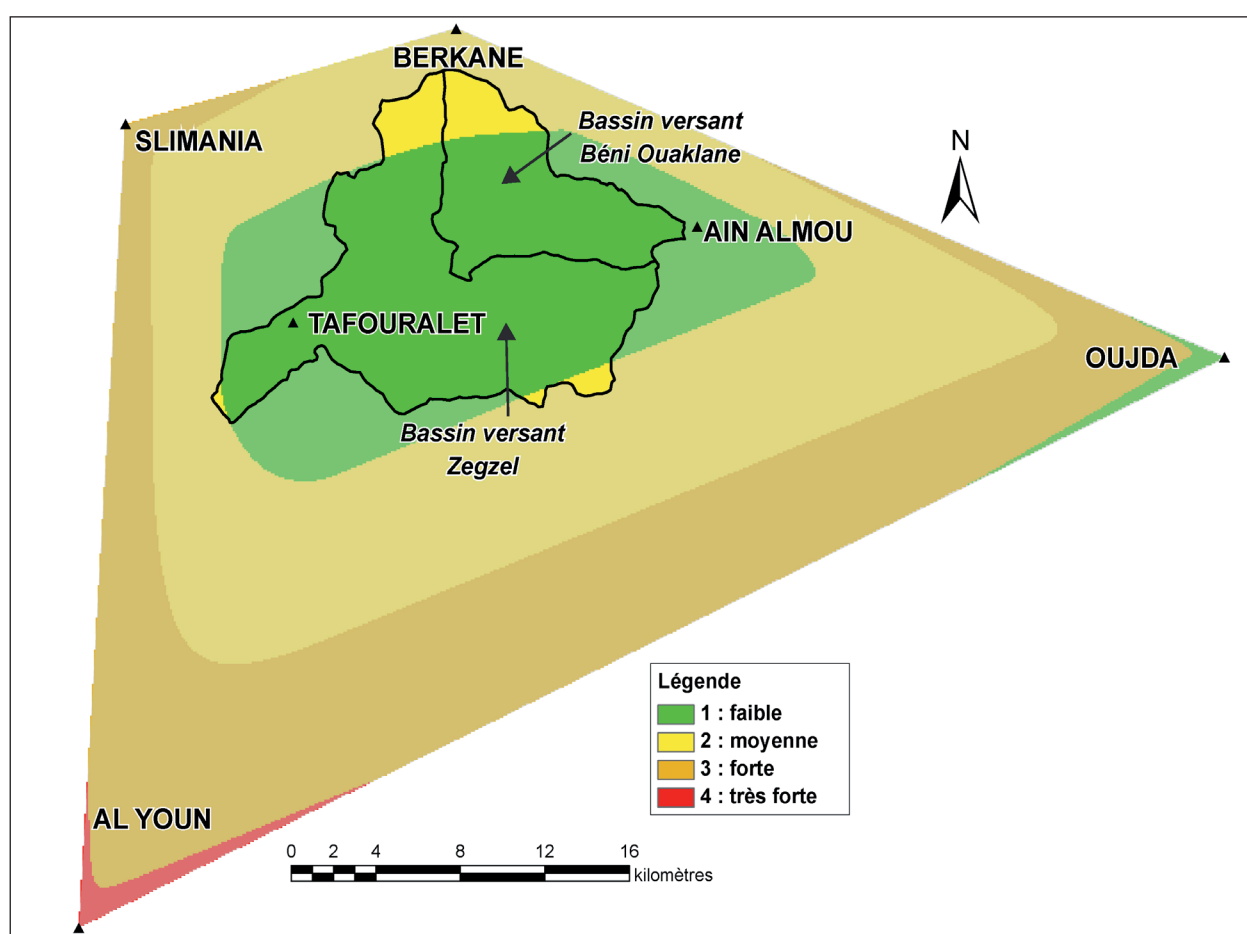 BERKANE
SLIMANIA
Bassin versant
Béni Ouaklane
N
AIN ALMOU
TAFOURALET
OUJDA
Bassin versant
Zegzel
Légende
1 : faible
2 : moyenne
3 : forte
4 : très forte
AL YOUN
0 2 4 8 12 16
kilomètres